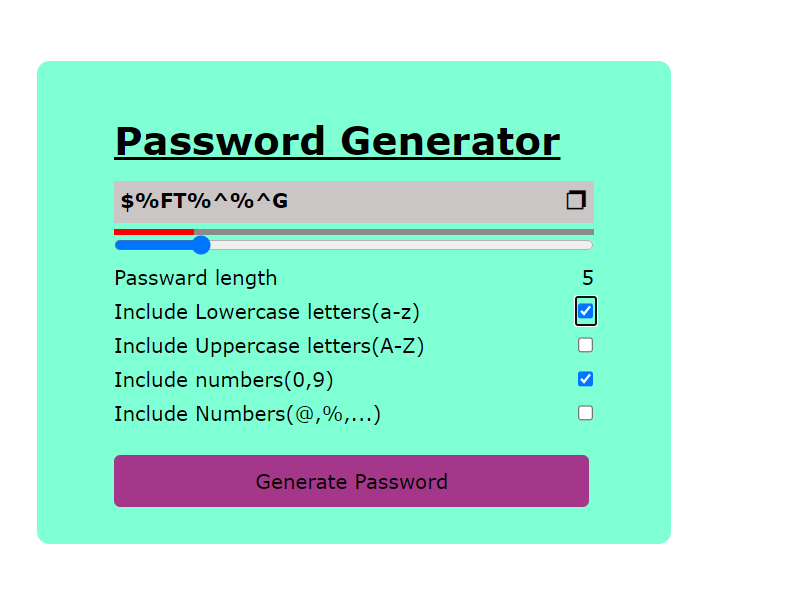 Password Generator
$%FT%^%^G
Passward length 5
Include Lowercase letters(a-z)
Include Uppercase letters(A-Z)
Include numbers(0,9)
Include Numbers(@,%,...)
Generate Password